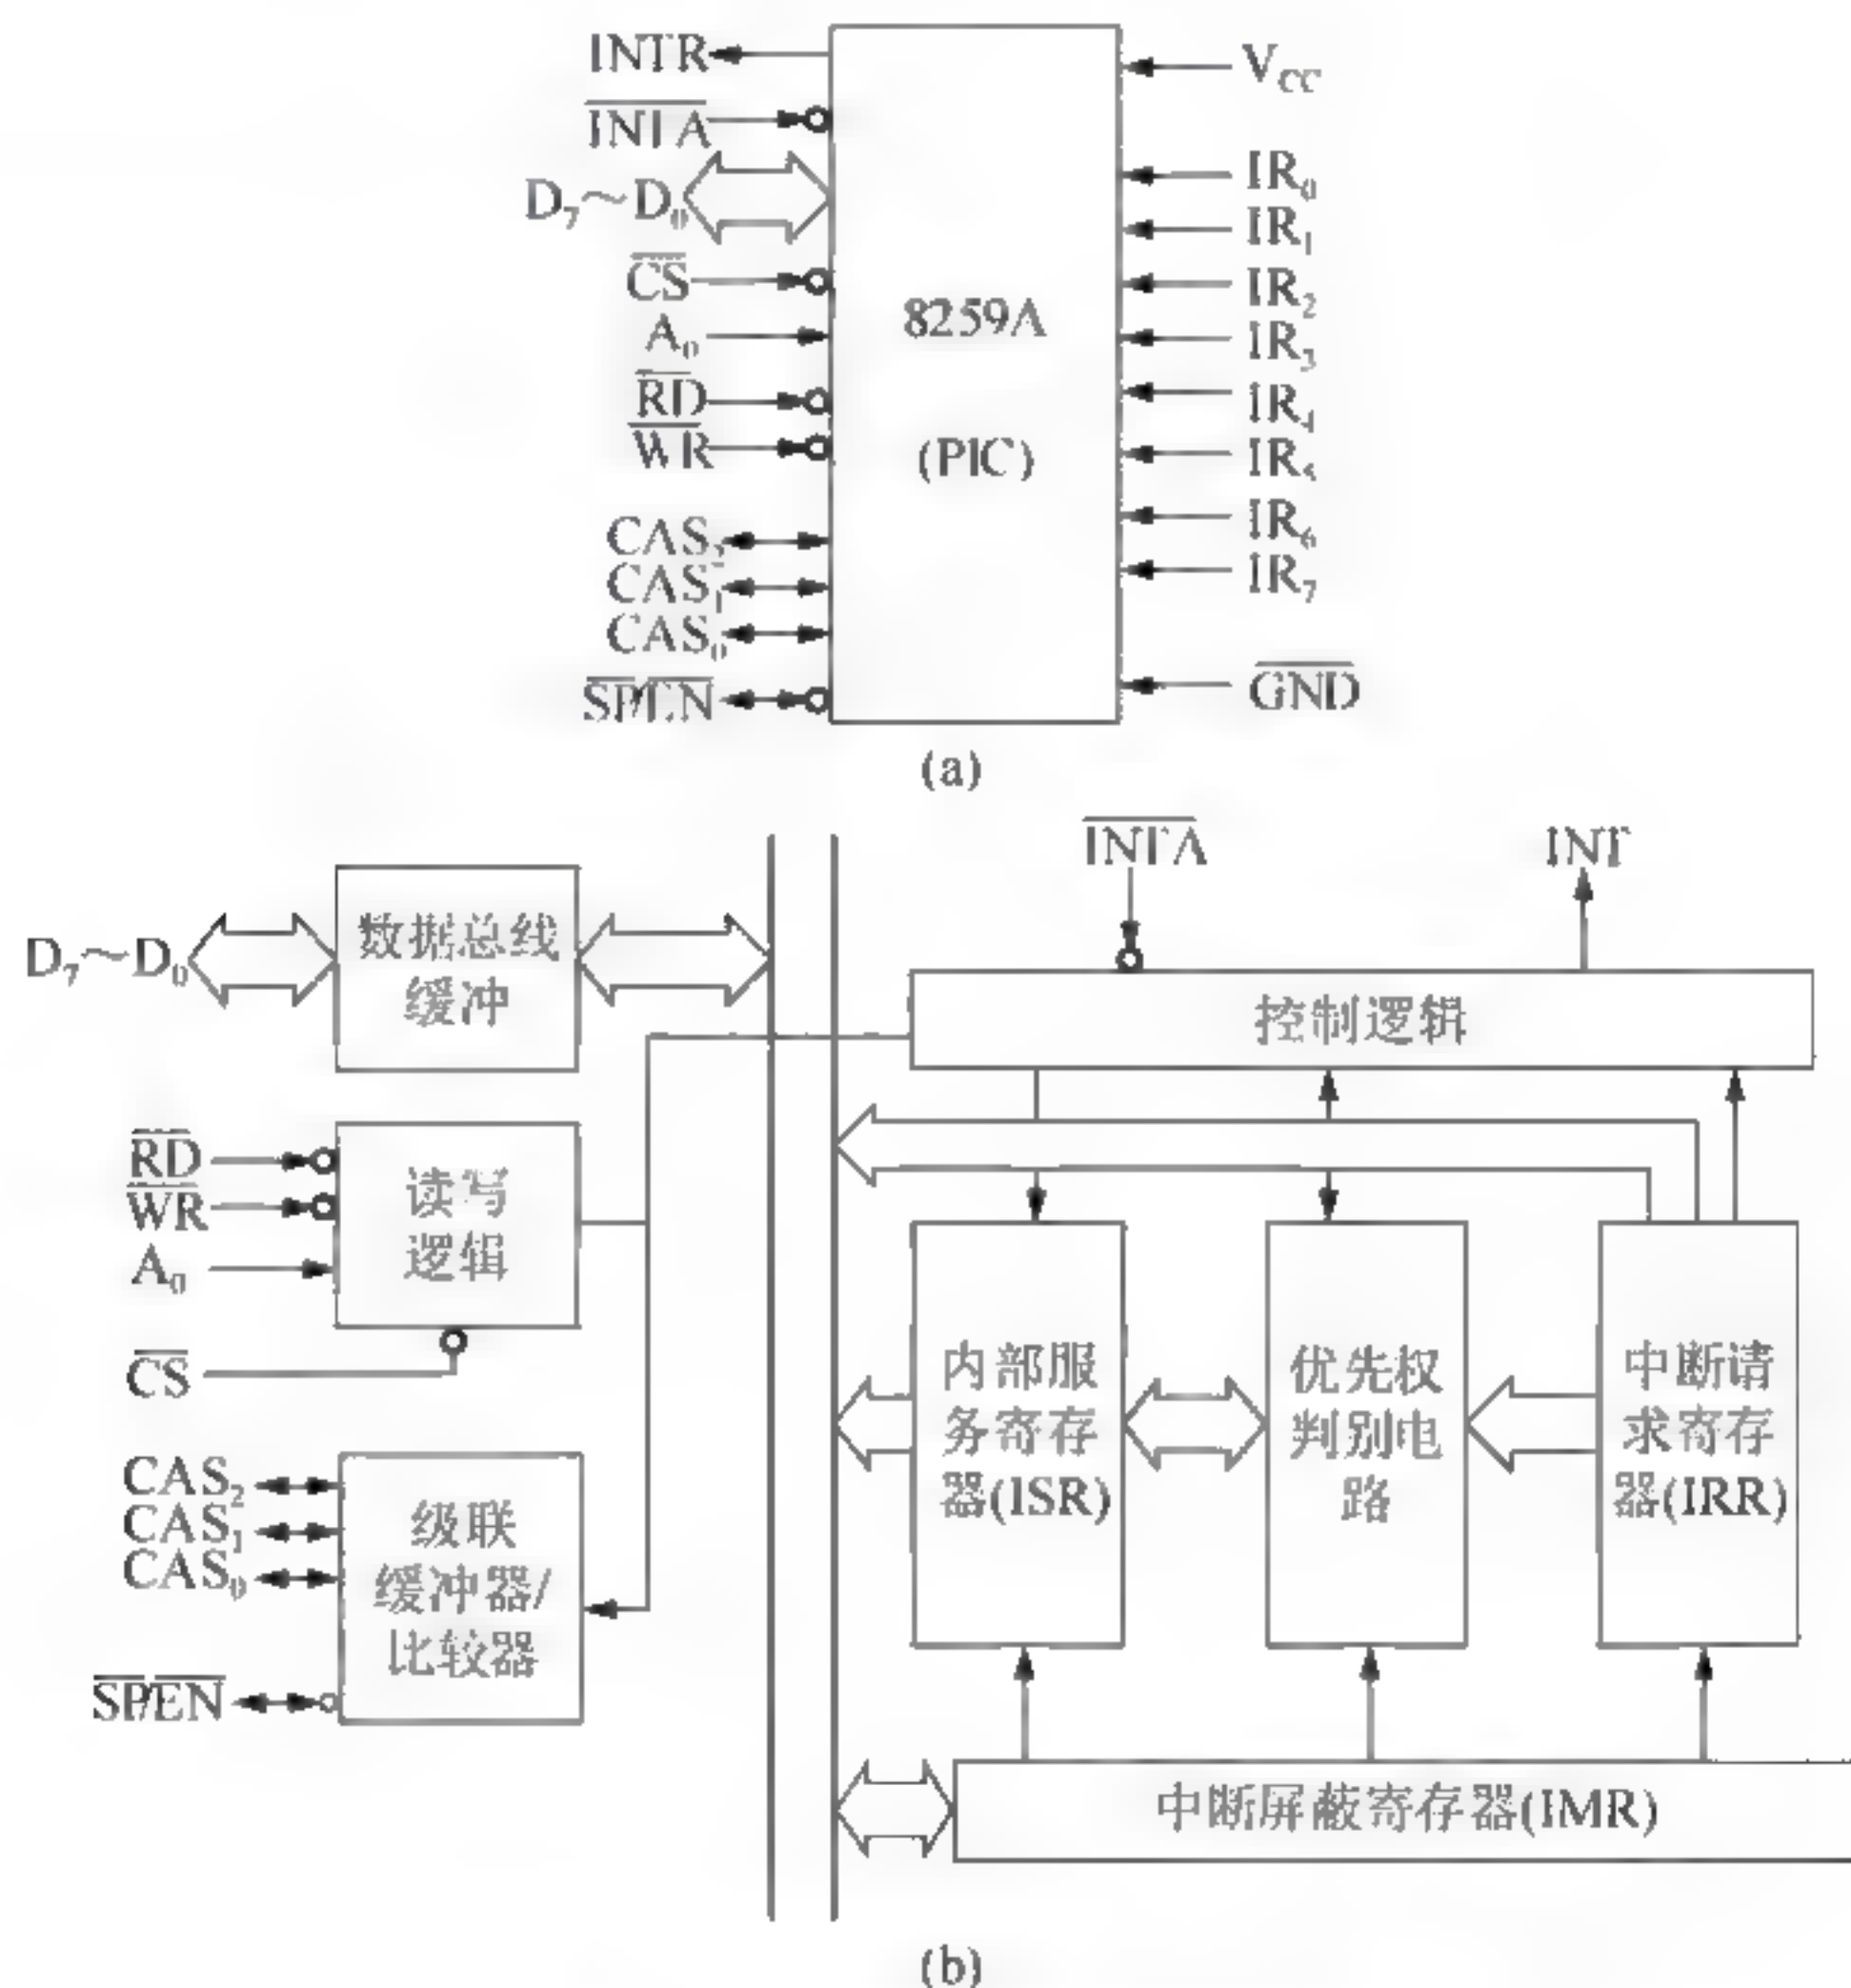 INTR
V_CC
INTA
IR₀
D₇～D₀
IR₁
CS
IR₂
8259A
A₀
IR₃
RD
IR₄
WR
(PIC)
IR₅
CAS₂
IR₆
CAS₁
IR₇
CAS₀
SP/EN
GND
(a)
INTA
INT
D₇～D₀
数据总线
缓冲
控制逻辑
RD
WR
A₀
读写
逻辑
CS
内部服
务寄存
器(ISR)
优先权
判别电
路
中断请
求寄存
器(IRR)
CAS₂
CAS₁
CAS₀
级联
缓冲器/
比较器
SP/EN
中断屏蔽寄存器(IMR)
(b)